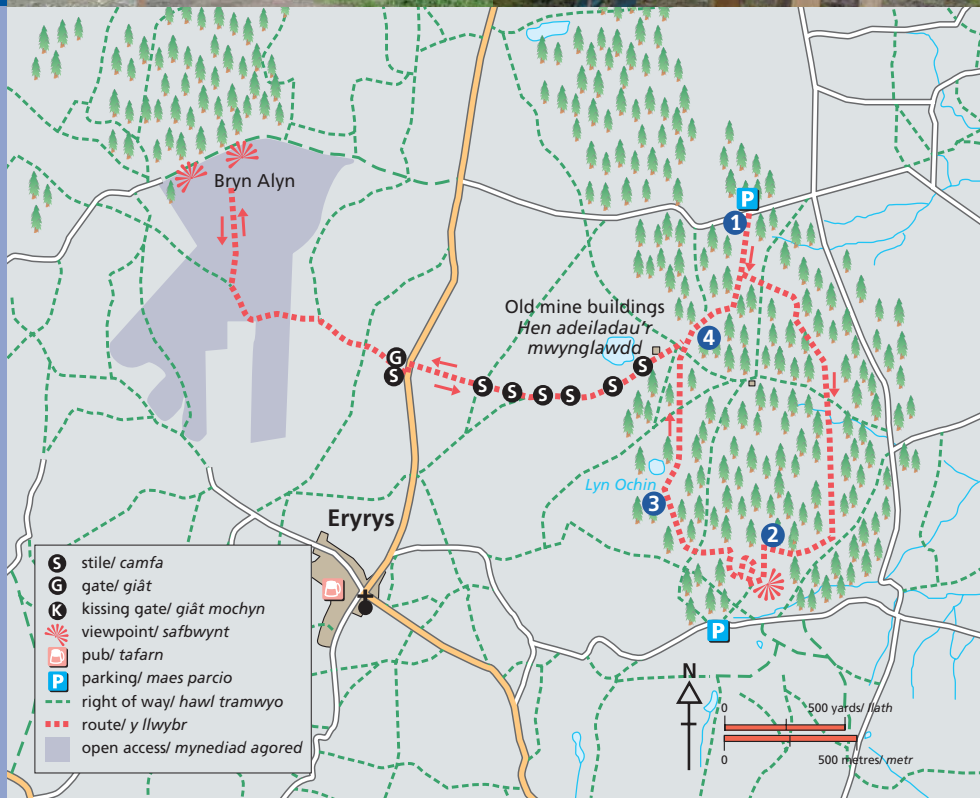 Bryn Alyn
P
1
Old mine buildings
Hen adeiladau'r
mwynglawdd
4
G
S
S
S
S
S
S
S
Lyn Ochin
3
2
Eryrys
P
S stile/ camfa
G gate/ giât
K kissing gate/ giât mochyn
viewpoint/ safbwynt
pub/ tafarn
P parking/ maes parcio
right of way/ hawl tramwyo
route/ y llwybr
open access/ mynediad agored
N
0 500 yards/ llath
0 500 metres/ metr